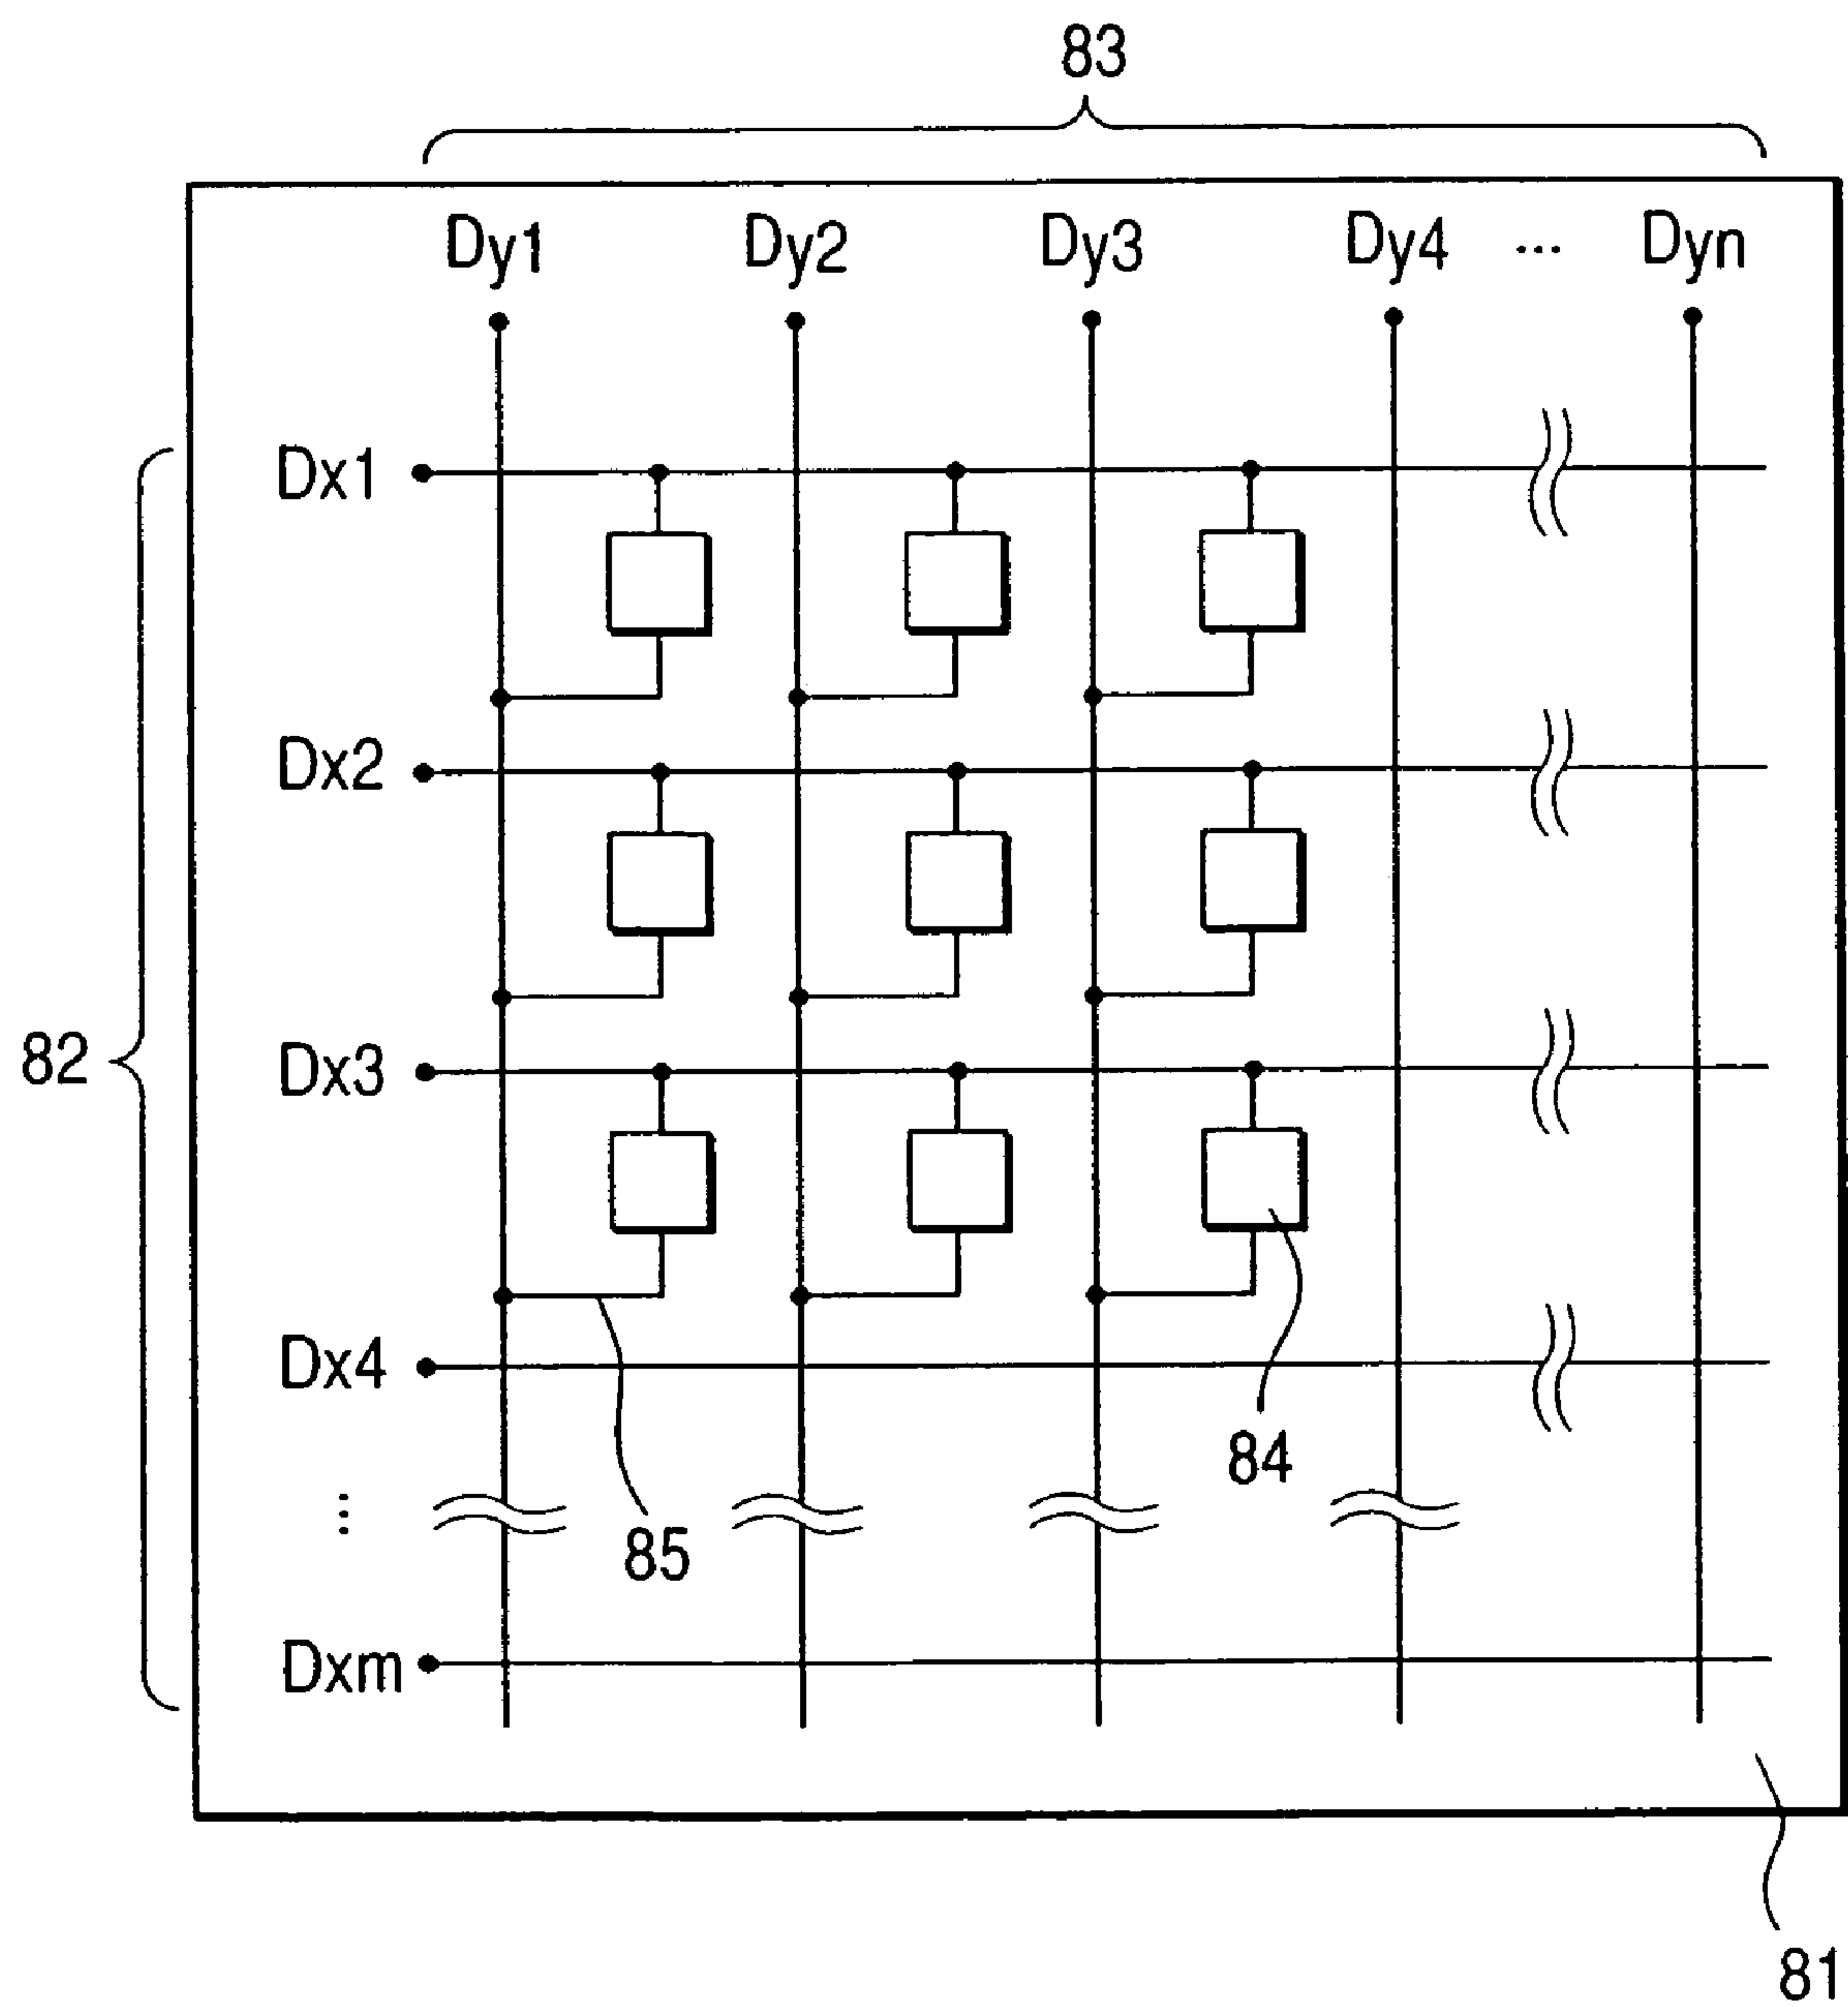 83
Dy1 Dy2 Dy3 Dy4 ... Dyn
Dx1
Dx2
82
Dx3
Dx4
84
⋮
85
Dxm
81